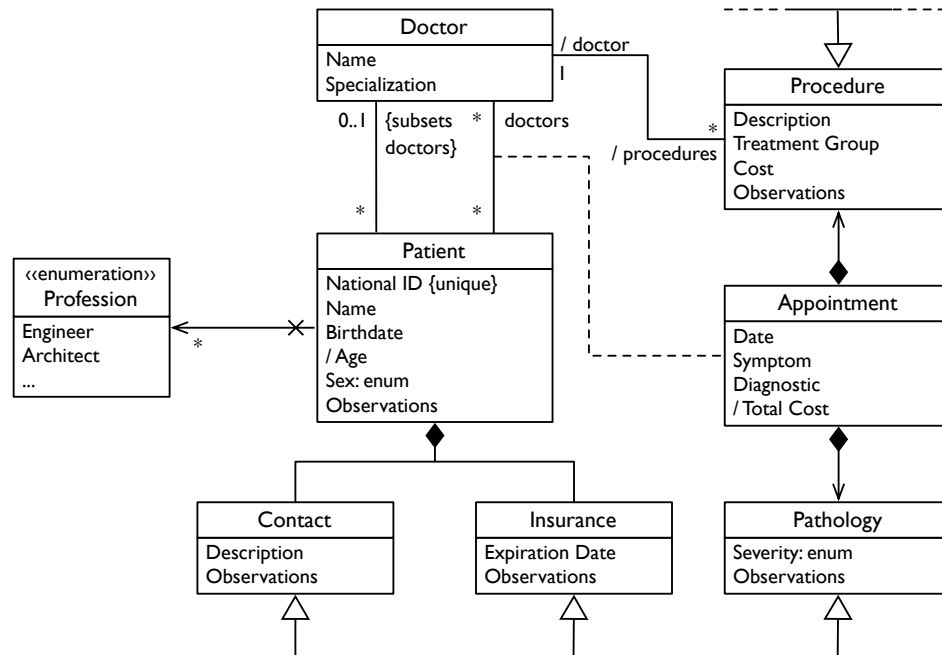 Doctor
Name
Specialization
/ doctor
1
*
/ procedures
Procedure
Description
Treatment Group
Cost
Observations
0..1
{subsets
doctors}
*
doctors
*
*
‹‹enumeration››
Profession
Engineer
Architect
...
*
Patient
National ID {unique}
Name
Birthdate
/ Age
Sex: enum
Observations
Appointment
Date
Symptom
Diagnostic
/ Total Cost
Contact
Description
Observations
Insurance
Expiration Date
Observations
Pathology
Severity: enum
Observations